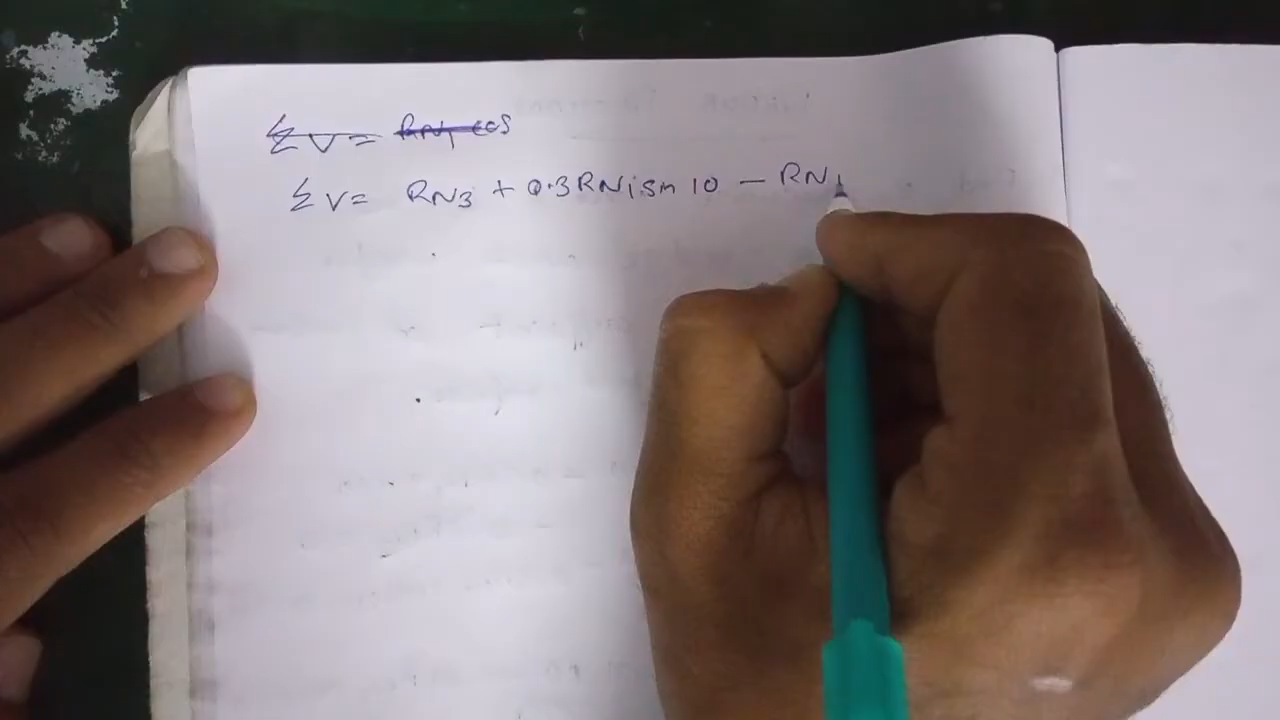 ΣV = RN1 cos
ΣV = RN3 + 0.3RN1 sin 10 - RN1